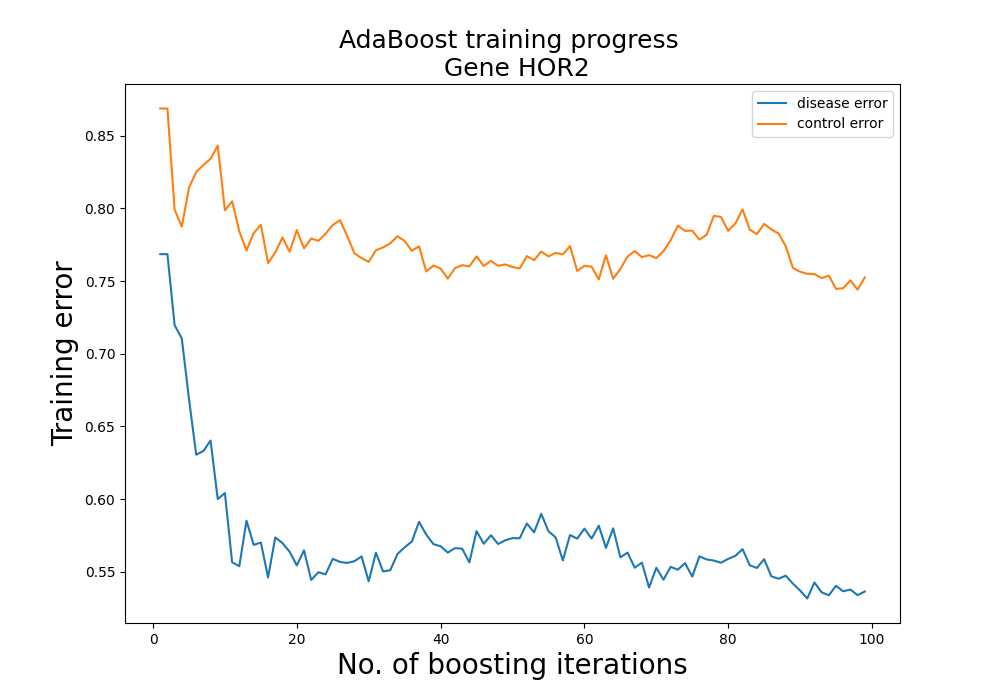 AdaBoost training progress
Gene HOR2
disease error
control error
0.85
0.80
0.75
0.70
0.65
0.60
0.55
Training error
0 20 40 60 80 100
No. of boosting iterations